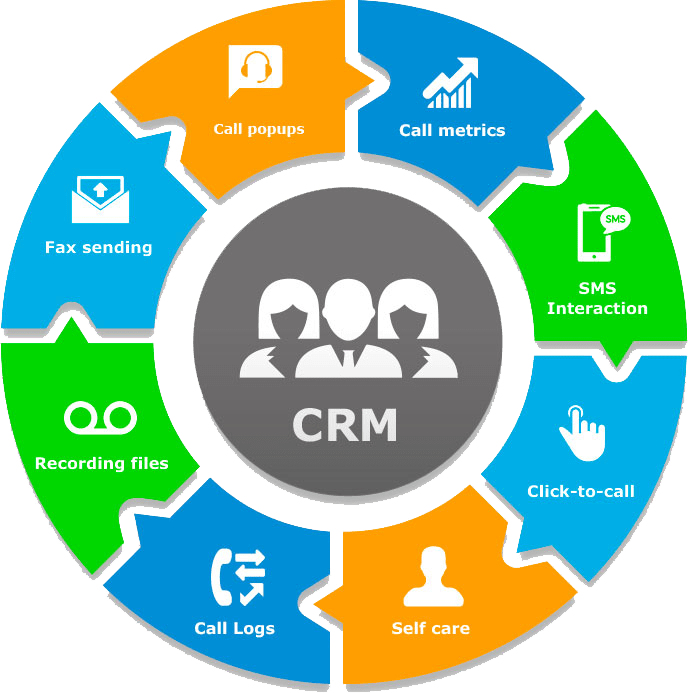 Call popups
Call metrics
SMS
SMS
Interaction
Click-to-call
Self care
Call Logs
Recording files
Fax sending
CRM